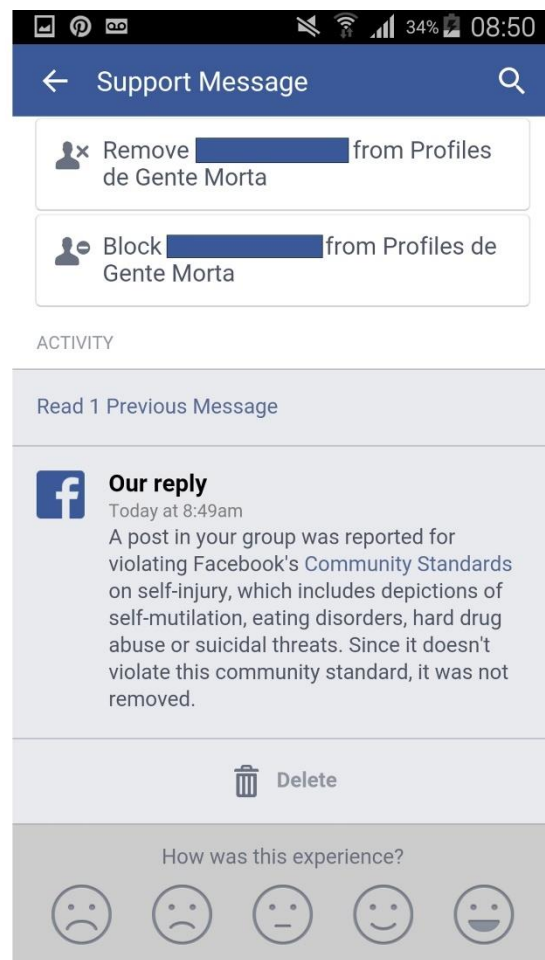 34% 08:50
Support Message
Remove from Profiles
de Gente Morta
Block from Profiles de
Gente Morta
ACTIVITY
Read 1 Previous Message
Our reply
Today at 8:49am
A post in your group was reported for
violating Facebook's Community Standards
on self-injury, which includes depictions of
self-mutilation, eating disorders, hard drug
abuse or suicidal threats. Since it doesn't
violate this community standard, it was not
removed.
Delete
How was this experience?